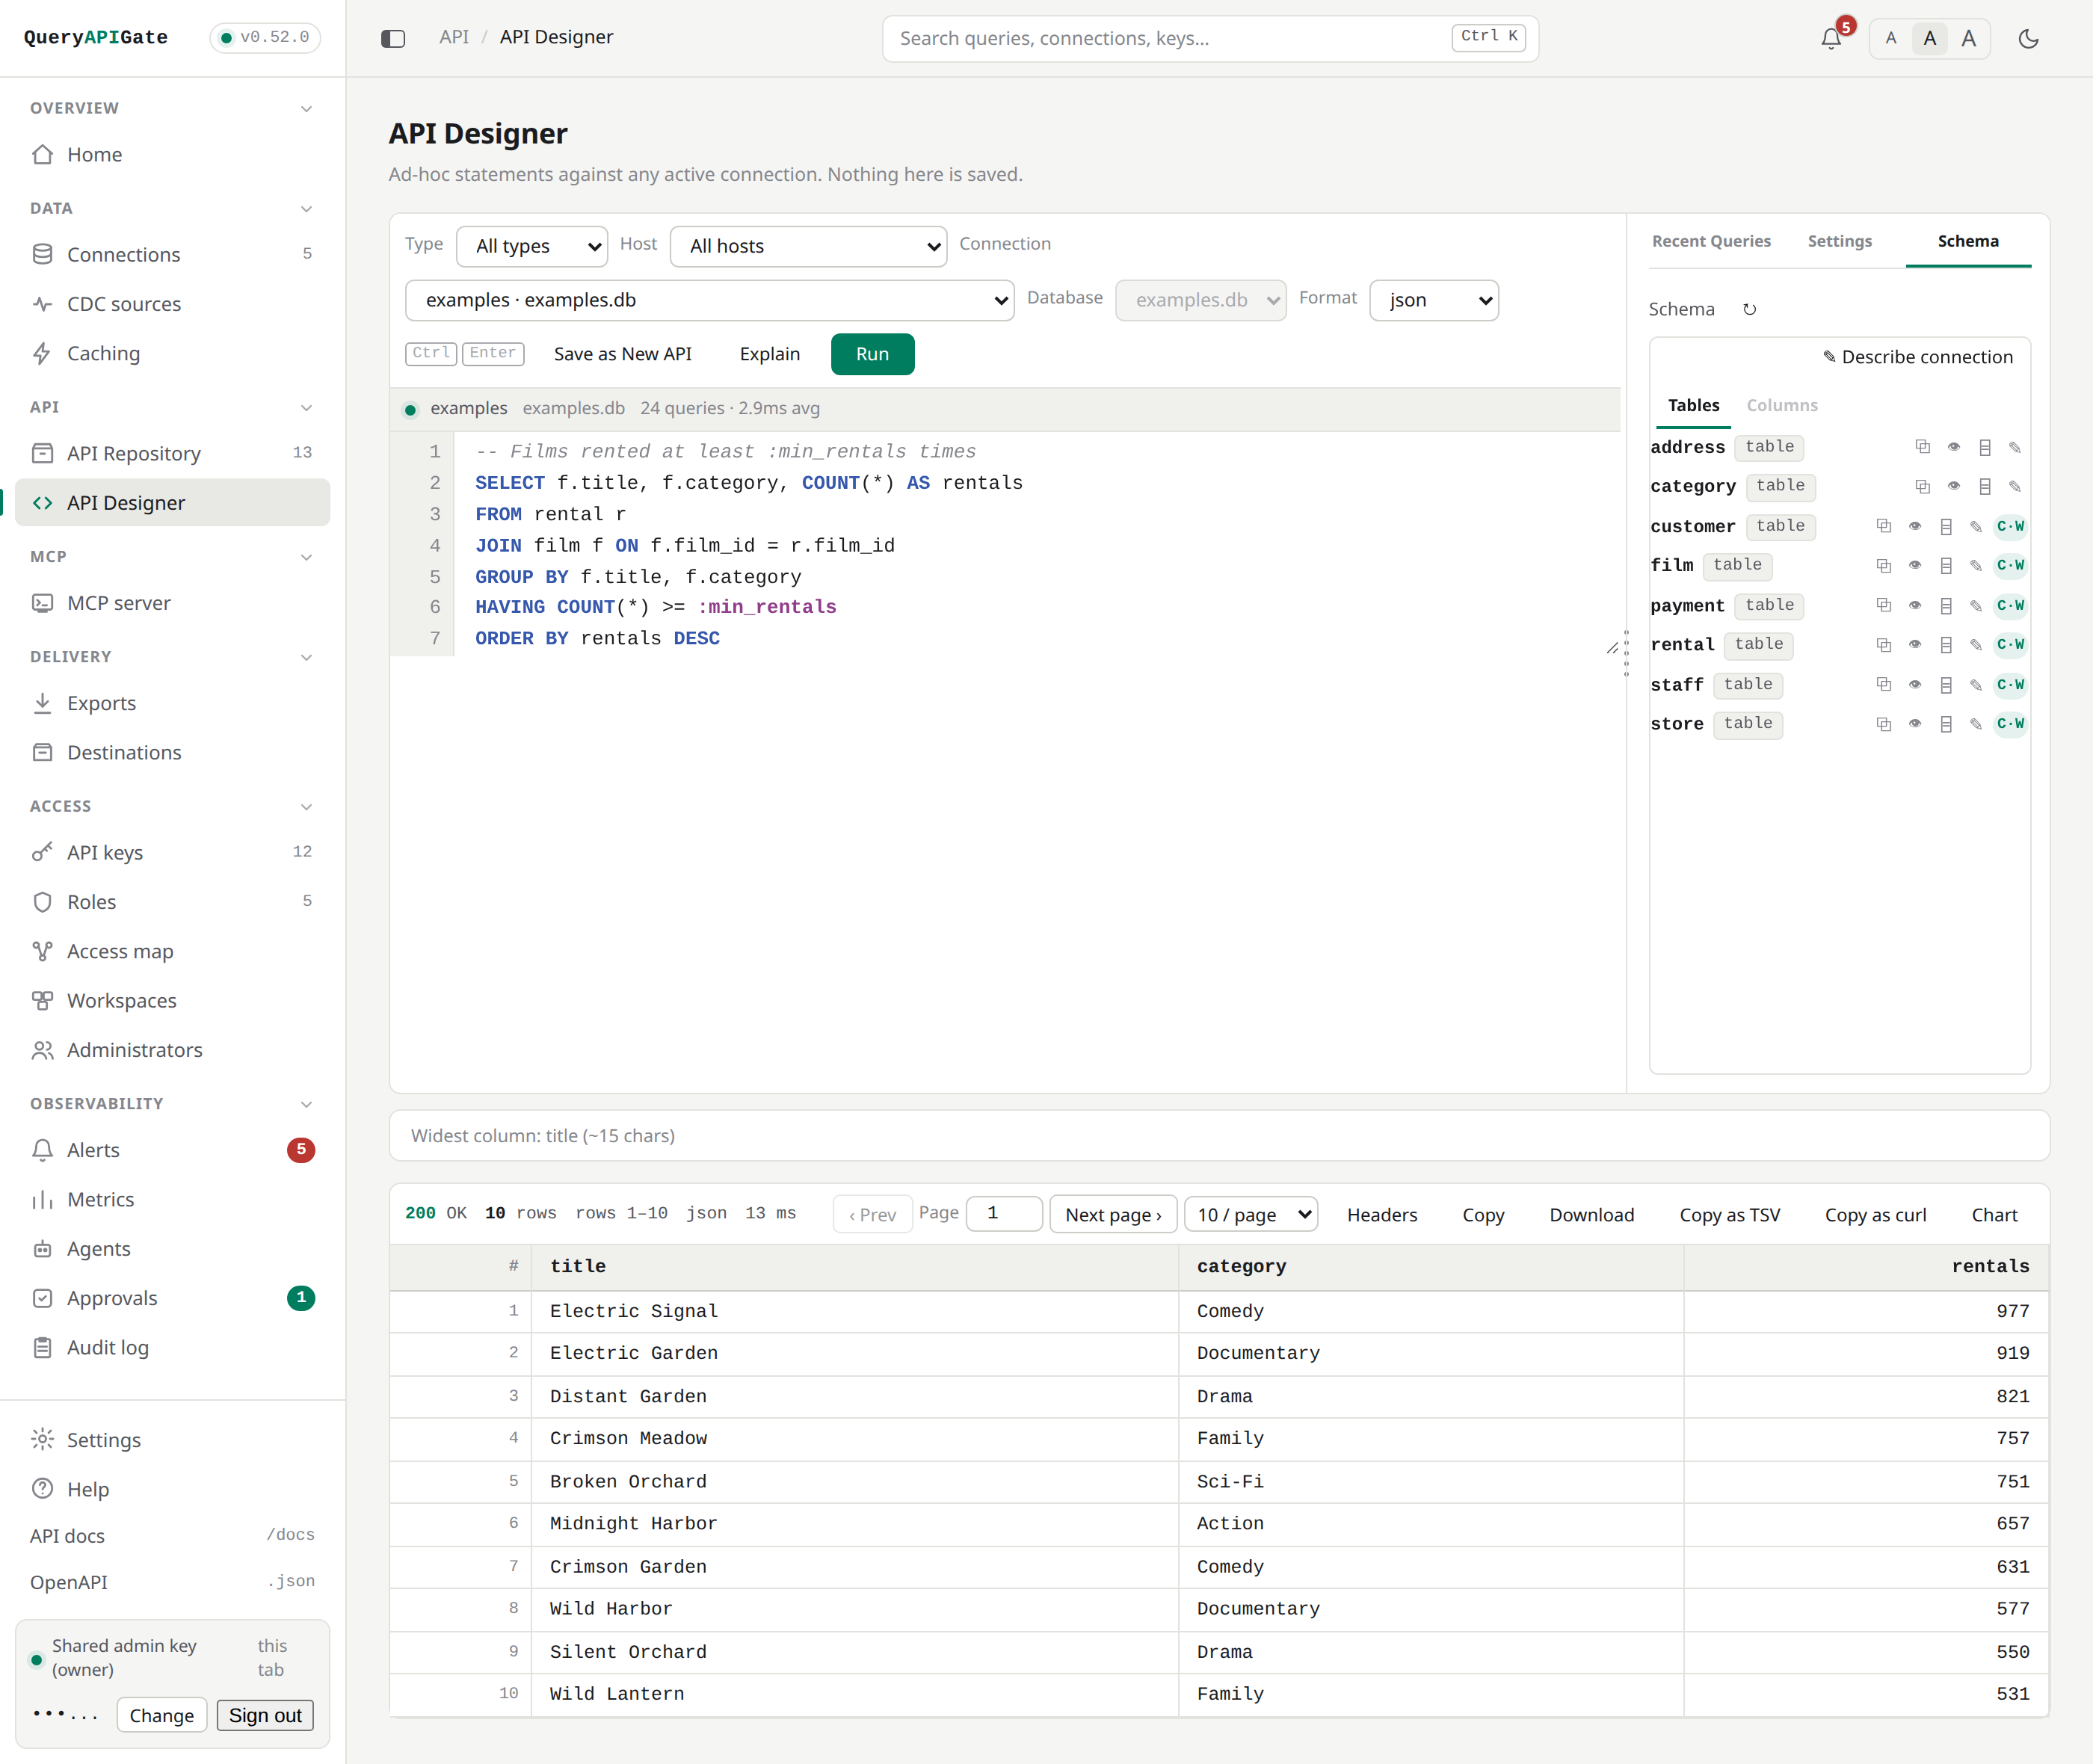 QueryAPIGate v0.52.0
API / API Designer
Search queries, connections, keys... Ctrl K
5
A A A
OVERVIEW
Home
DATA
Connections 5
CDC sources
Caching
API
API Repository 13
API Designer
MCP
MCP server
DELIVERY
Exports
Destinations
ACCESS
API keys 12
Roles 5
Access map
Workspaces
Administrators
OBSERVABILITY
Alerts 5
Metrics
Agents
Approvals 1
Audit log
Settings
Help
API docs /docs
OpenAPI .json
Shared admin key (owner) this tab
•••... Change Sign out
API Designer
Ad-hoc statements against any active connection. Nothing here is saved.
Type All types Host All hosts Connection
examples · examples.db Database examples.db Format json
Ctrl Enter Save as New API Explain Run
examples examples.db 24 queries · 2.9ms avg
1 -- Films rented at least :min_rentals times
2 SELECT f.title, f.category, COUNT(*) AS rentals
3 FROM rental r
4 JOIN film f ON f.film_id = r.film_id
5 GROUP BY f.title, f.category
6 HAVING COUNT(*) >= :min_rentals
7 ORDER BY rentals DESC
Recent Queries Settings Schema
Schema ↻
✎ Describe connection
Tables Columns
address table
category table
customer table C·W
film table C·W
payment table C·W
rental table C·W
staff table C·W
store table C·W
Widest column: title (~15 chars)
200 OK 10 rows rows 1–10 json 13 ms ‹ Prev Page 1 Next page › 10 / page Headers Copy Download Copy as TSV Copy as curl Chart
# title category rentals
1 Electric Signal Comedy 977
2 Electric Garden Documentary 919
3 Distant Garden Drama 821
4 Crimson Meadow Family 757
5 Broken Orchard Sci-Fi 751
6 Midnight Harbor Action 657
7 Crimson Garden Comedy 631
8 Wild Harbor Documentary 577
9 Silent Orchard Drama 550
10 Wild Lantern Family 531